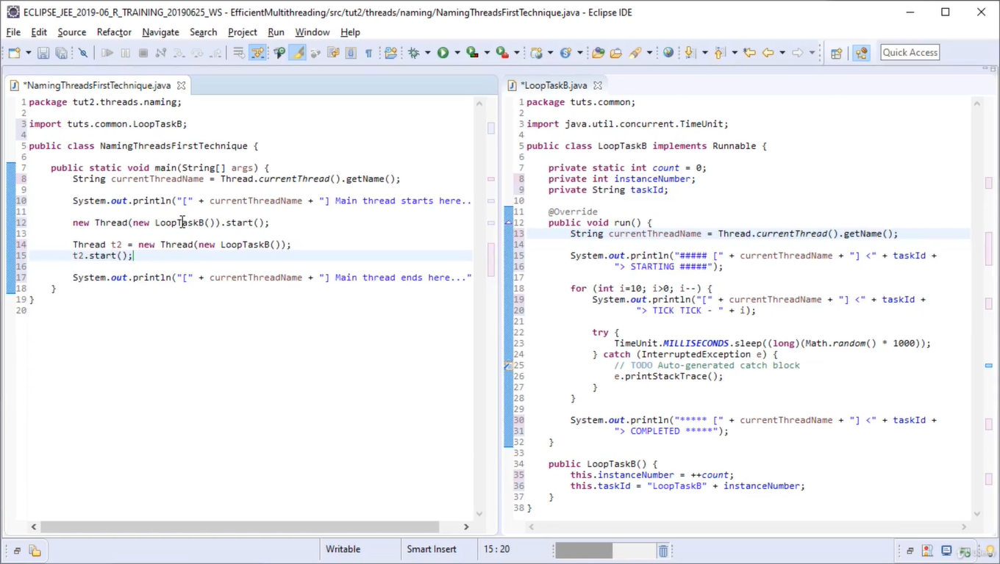 ECLIPSE_JEE_2019-06_R_TRAINING_20190625_WS - EfficientMultithreading/src/tut2/threads/naming/NamingThreadsFirstTechnique.java - Eclipse IDE
File Edit Source Refactor Navigate Search Project Run Window Help
Quick Access
*NamingThreadsFirstTechnique.java
1 package tut2.threads.naming;
2
3 import tuts.common.LoopTaskB;
4
5 public class NamingThreadsFirstTechnique {
6
7 public static void main(String[] args) {
8 String currentThreadName = Thread.currentThread().getName();
9
10 System.out.println("[" + currentThreadName + "] Main thread starts here..
11
12 new Thread(new LoopTaskB()).start();
13
14 Thread t2 = new Thread(new LoopTaskB());
15 t2.start();
16
17 System.out.println("[" + currentThreadName + "] Main thread ends here..."
18 }
19 }
20
*LoopTaskB.java
1 package tuts.common;
2
3 import java.util.concurrent.TimeUnit;
4
5 public class LoopTaskB implements Runnable {
6
7 private static int count = 0;
8 private int instanceNumber;
9 private String taskId;
10
11 @Override
12 public void run() {
13 String currentThreadName = Thread.currentThread().getName();
14
15 System.out.println("##### [" + currentThreadName + "] <" + taskId +
16 "> STARTING #####");
17
18 for (int i=10; i>0; i--) {
19 System.out.println("[" + currentThreadName + "] <" + taskId +
20 "> TICK TICK - " + i);
21
22 try {
23 TimeUnit.MILLISECONDS.sleep((long)(Math.random() * 1000));
24 } catch (InterruptedException e) {
25 // TODO Auto-generated catch block
26 e.printStackTrace();
27 }
28 }
29
30 System.out.println("***** [" + currentThreadName + "] <" + taskId +
31 "> COMPLETED *****");
32 }
33
34 public LoopTaskB() {
35 this.instanceNumber = ++count;
36 this.taskId = "LoopTaskB" + instanceNumber;
37 }
38 }
Writable Smart Insert 15 : 20